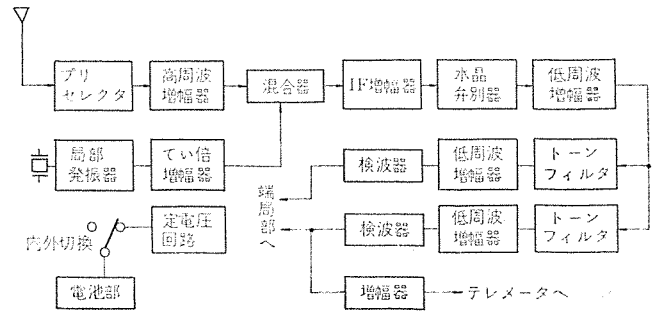 プリ
セレクタ
高周波
増幅器
混合器
IF増幅器
水晶
弁別器
低周波
増幅器
局部
発振器
てい倍
増幅器
検波器
低周波
増幅器
トーン
フィルタ
端局部へ
内外切換
定電圧
回路
検波器
低周波
増幅器
トーン
フィルタ
電池部
増幅器
テレメータへ